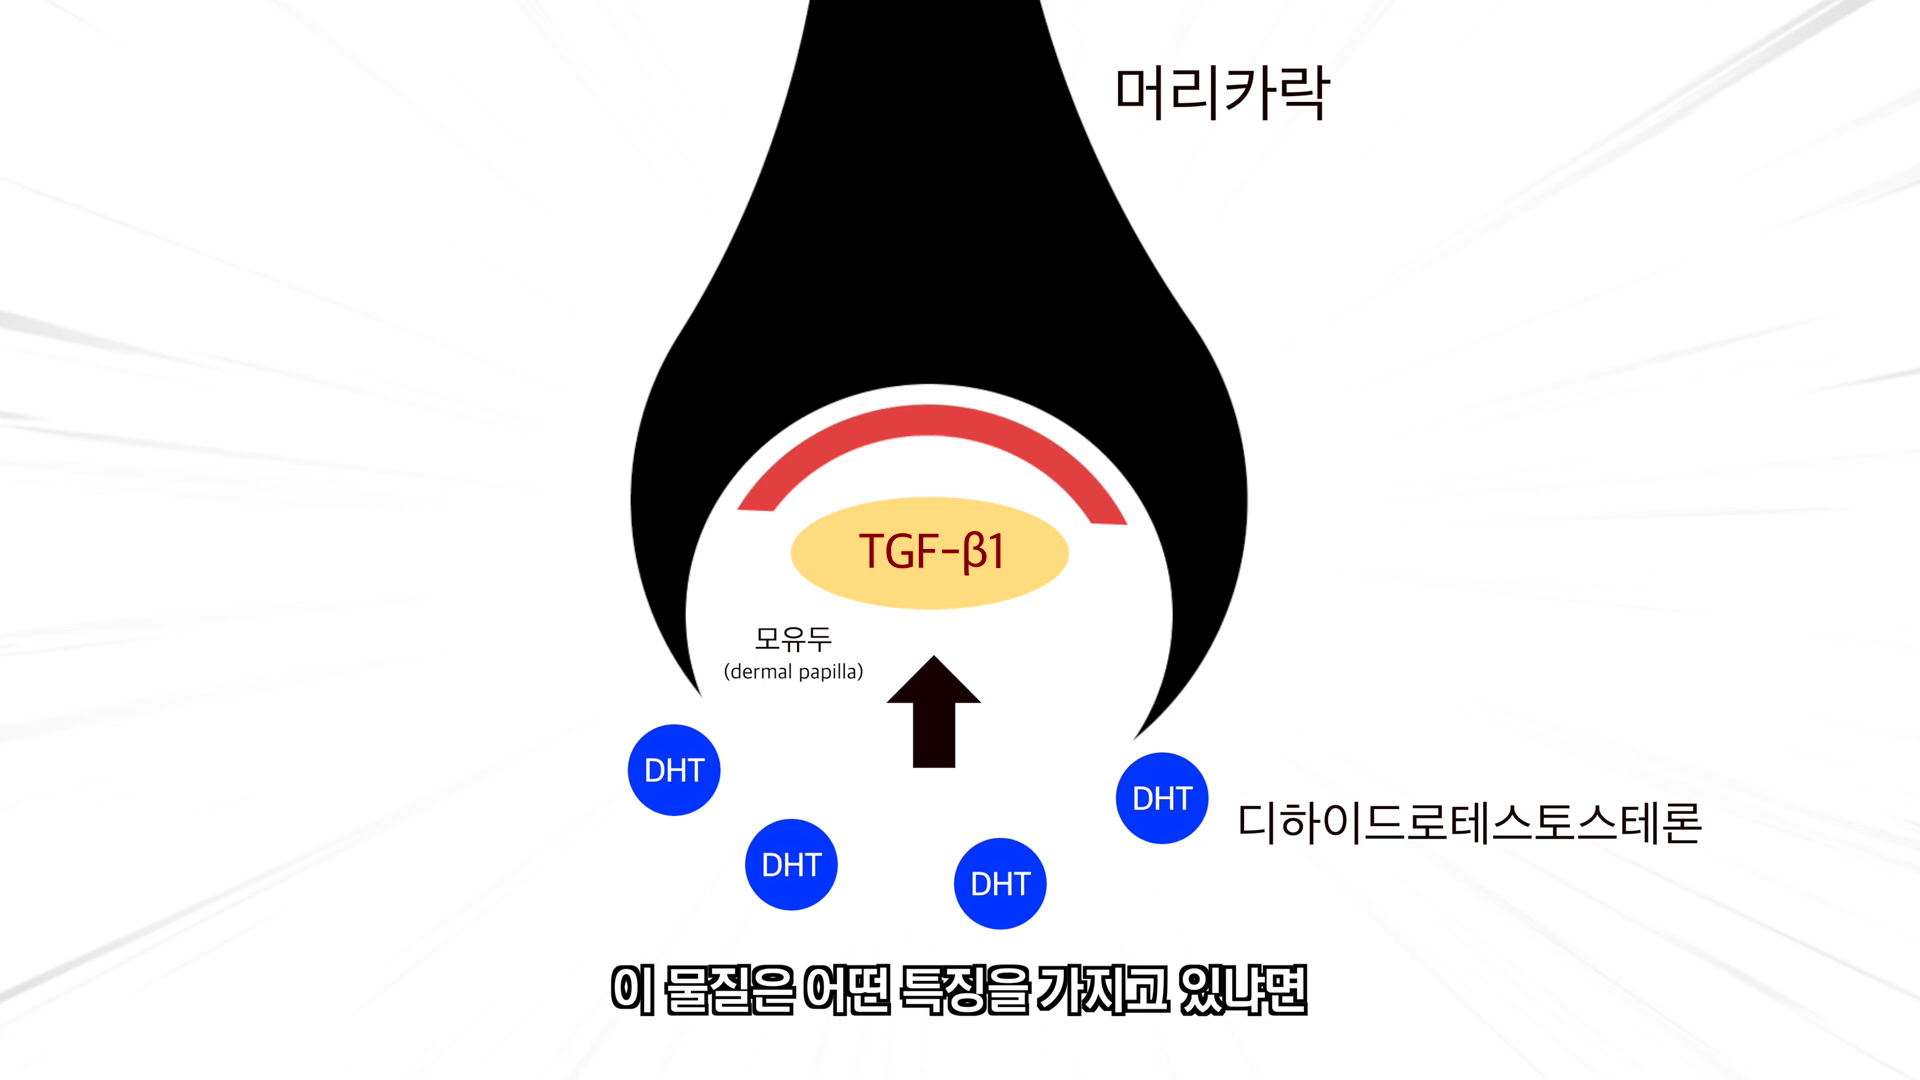 머리카락
TGF-β1
모유두
(dermal papilla)
DHT
DHT
디하이드로테스토스테론
DHT
DHT
이 물질은 어떤 특징을 가지고 있냐면